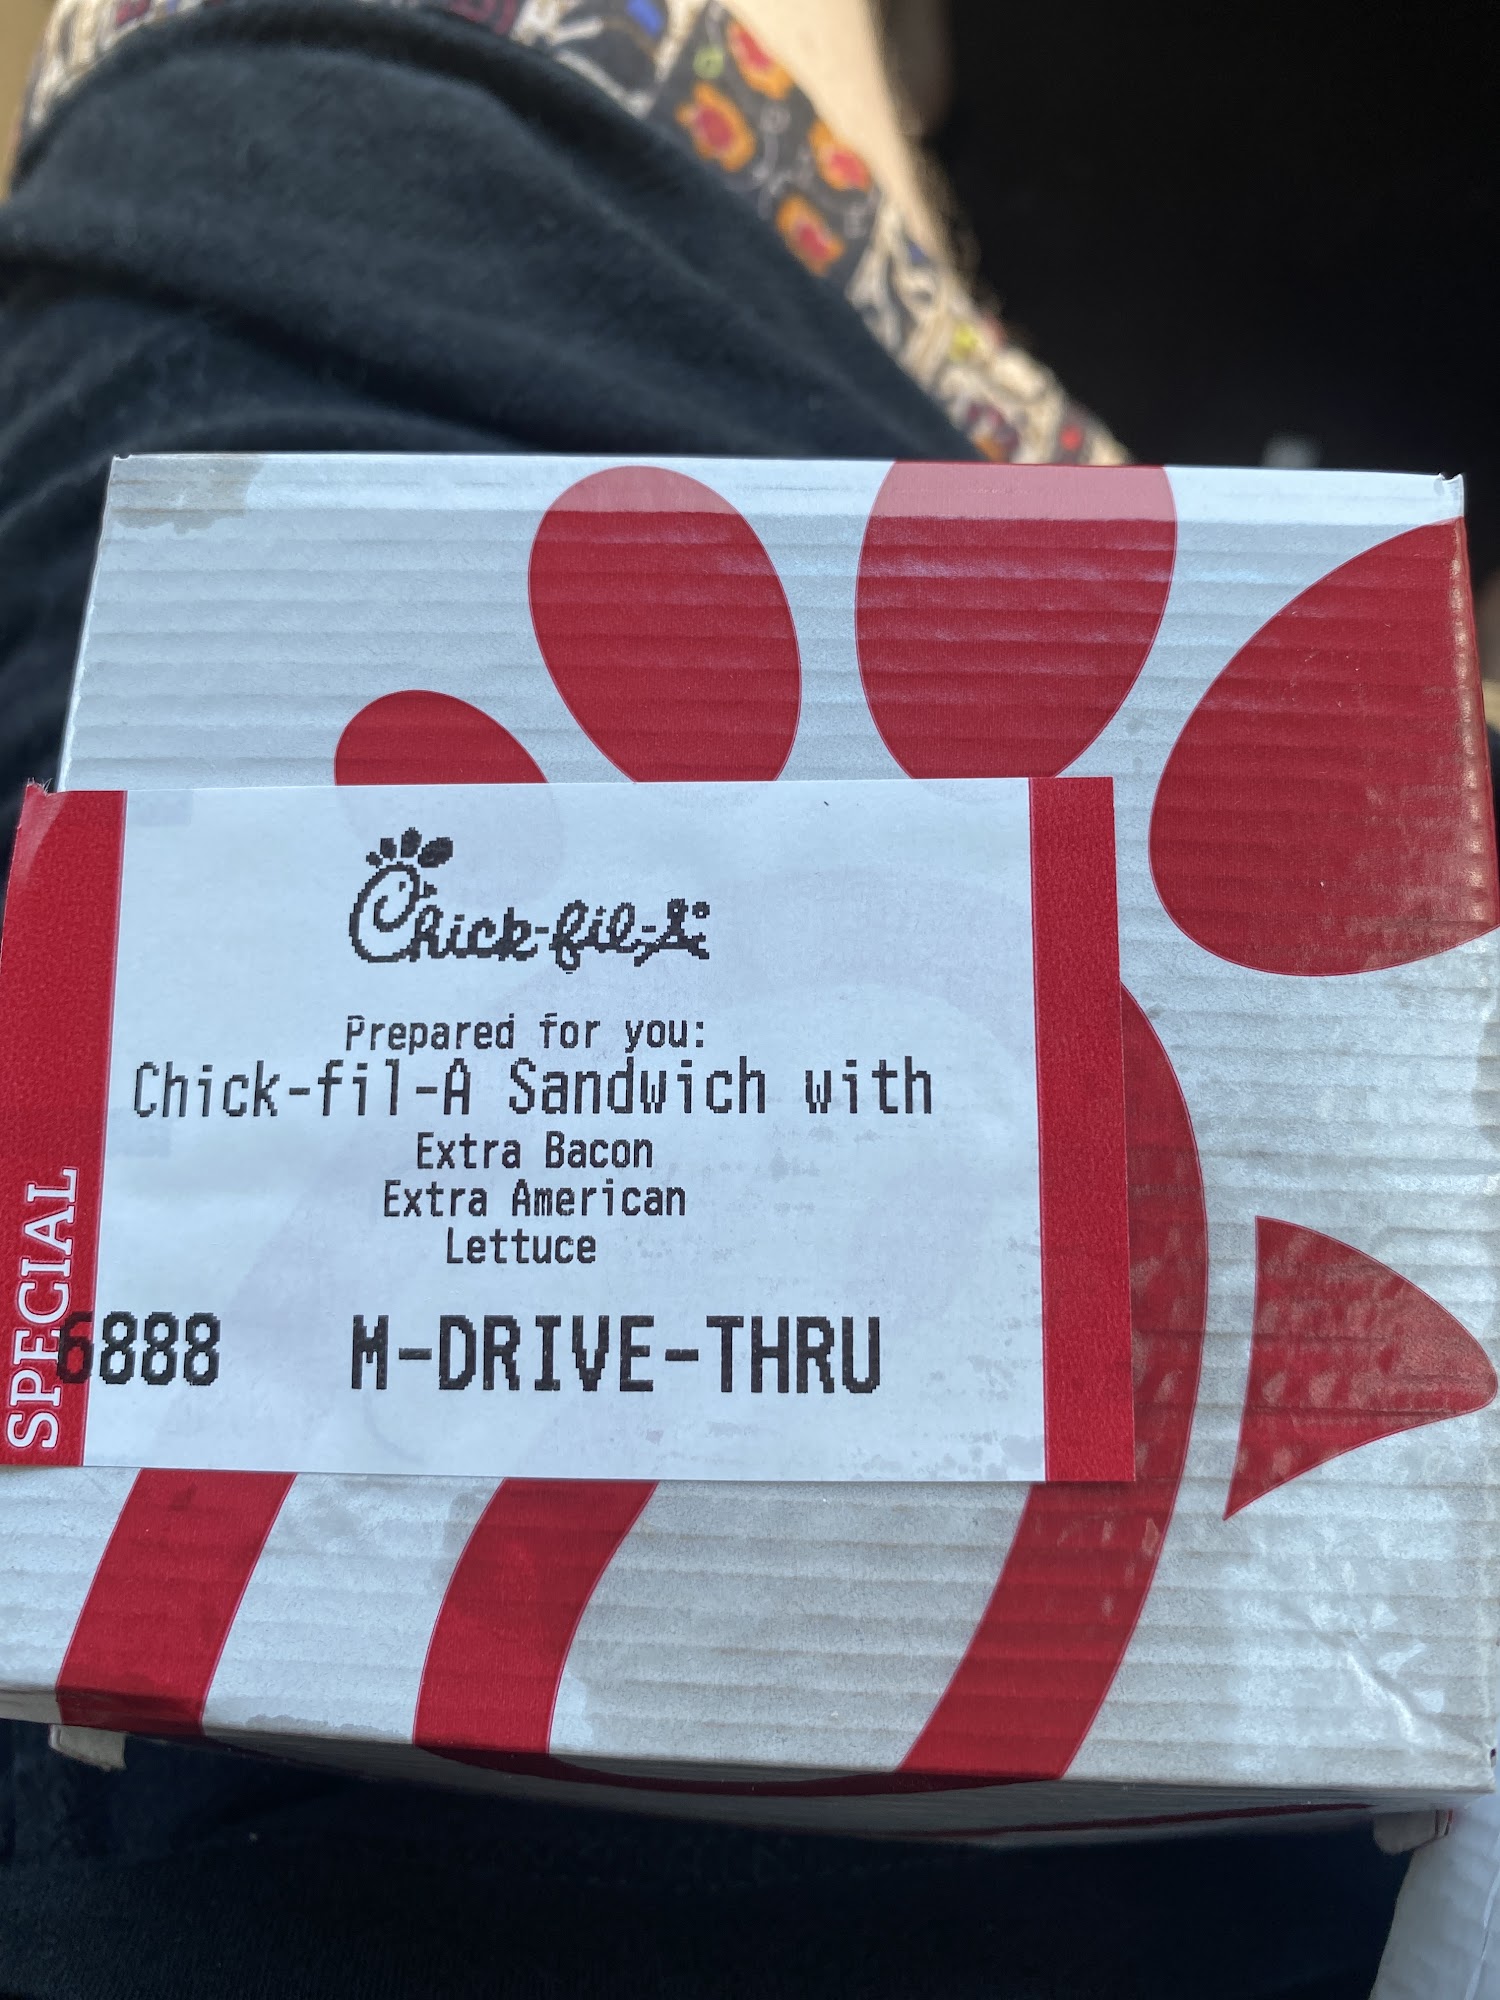 Chick-fil-A
Prepared for you:
Chick-fil-A Sandwich with
Extra Bacon
Extra American
Lettuce
6888 M-DRIVE-THRU
SPECIAL